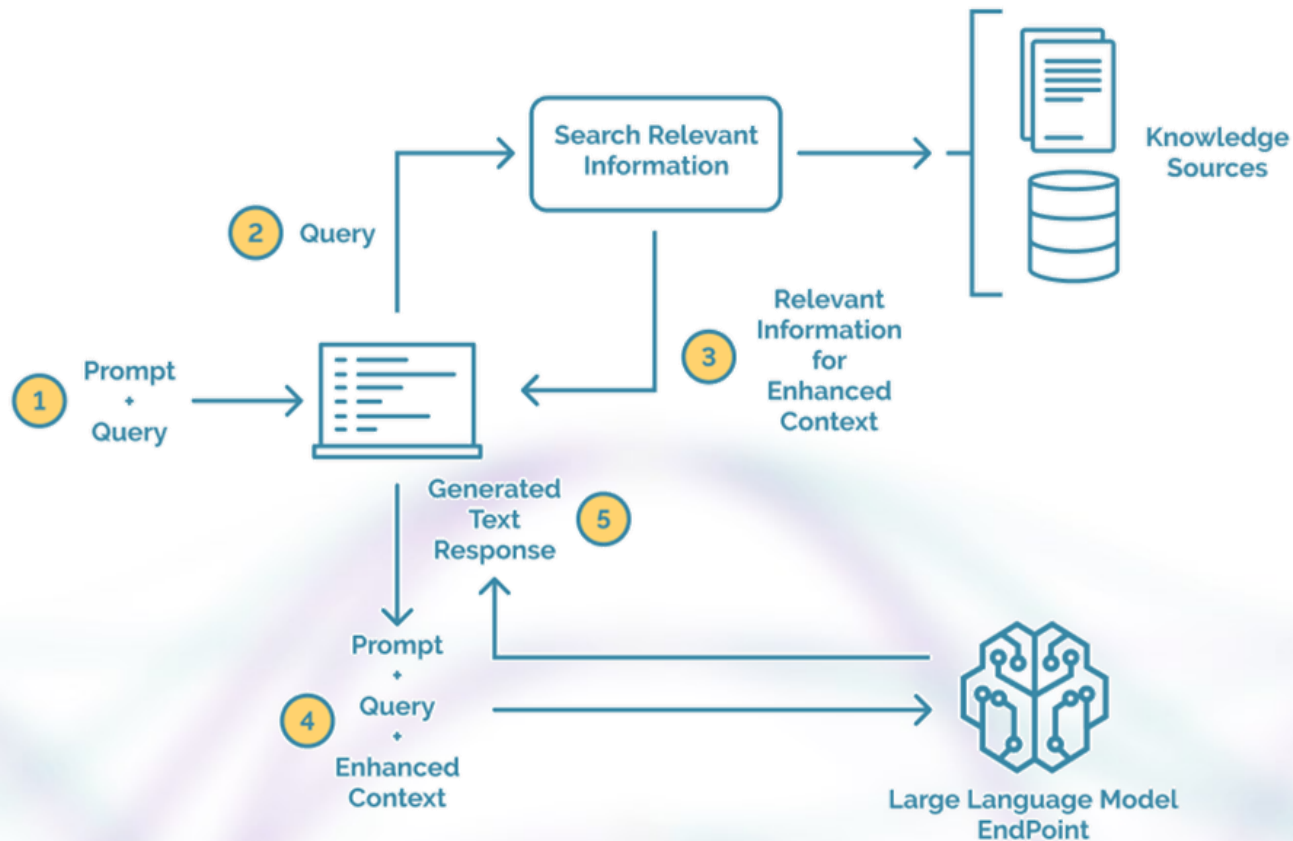 Search Relevant
Information
Knowledge
Sources
2
Query
Relevant
Information
for
Enhanced
Context
3
1
Prompt
+
Query
Generated
Text
Response
5
Prompt
+
Query
+
Enhanced
Context
4
Large Language Model
EndPoint